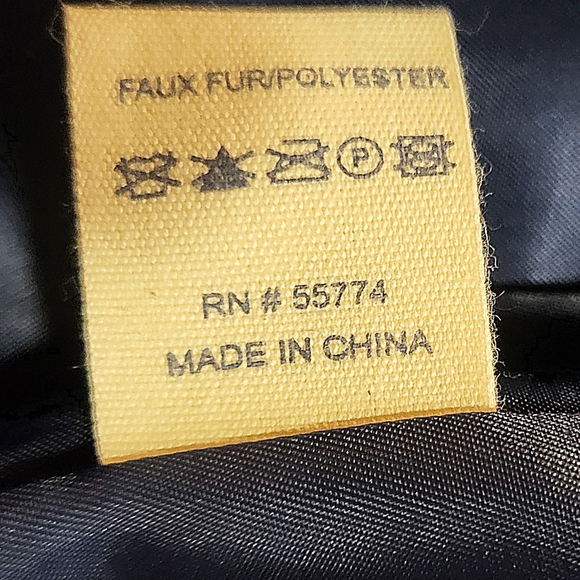 FAUX FUR/POLYESTER
P
RN # 55774
MADE IN CHINA